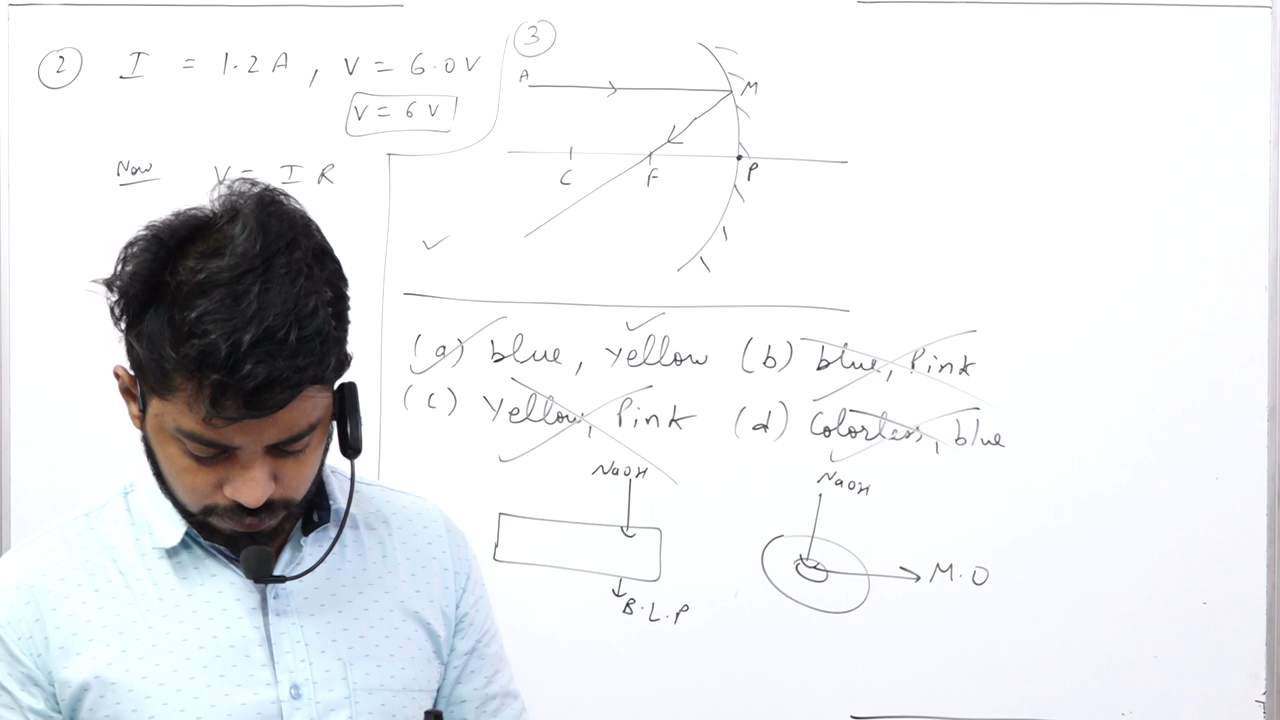 ② I = 1.2 A, V = 6.0 V
V = 6 V
Now V = I R
③
A
M
C F P
(a) blue, Yellow (b) blue, Pink
(c) Yellow, Pink (d) Colorless, blue
NaOH
B.L.P
NaOH
M.O